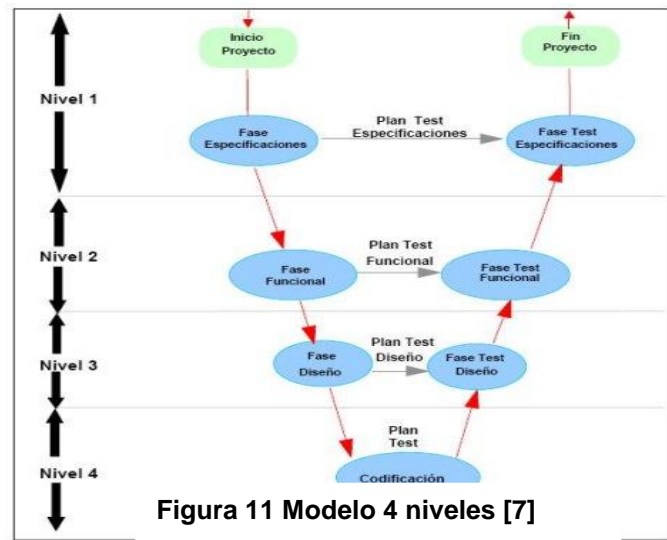 Inicio
Proyecto
Fin
Proyecto
Nivel 1
Plan Test
Especificaciones
Fase
Especificaciones
Fase Test
Especificaciones
Nivel 2
Plan Test
Funcional
Fase
Funcional
Fase Test
Funcional
Nivel 3
Plan Test
Diseño
Fase
Diseño
Fase Test
Diseño
Plan
Test
Nivel 4
Codificación
Figura 11 Modelo 4 niveles [7]